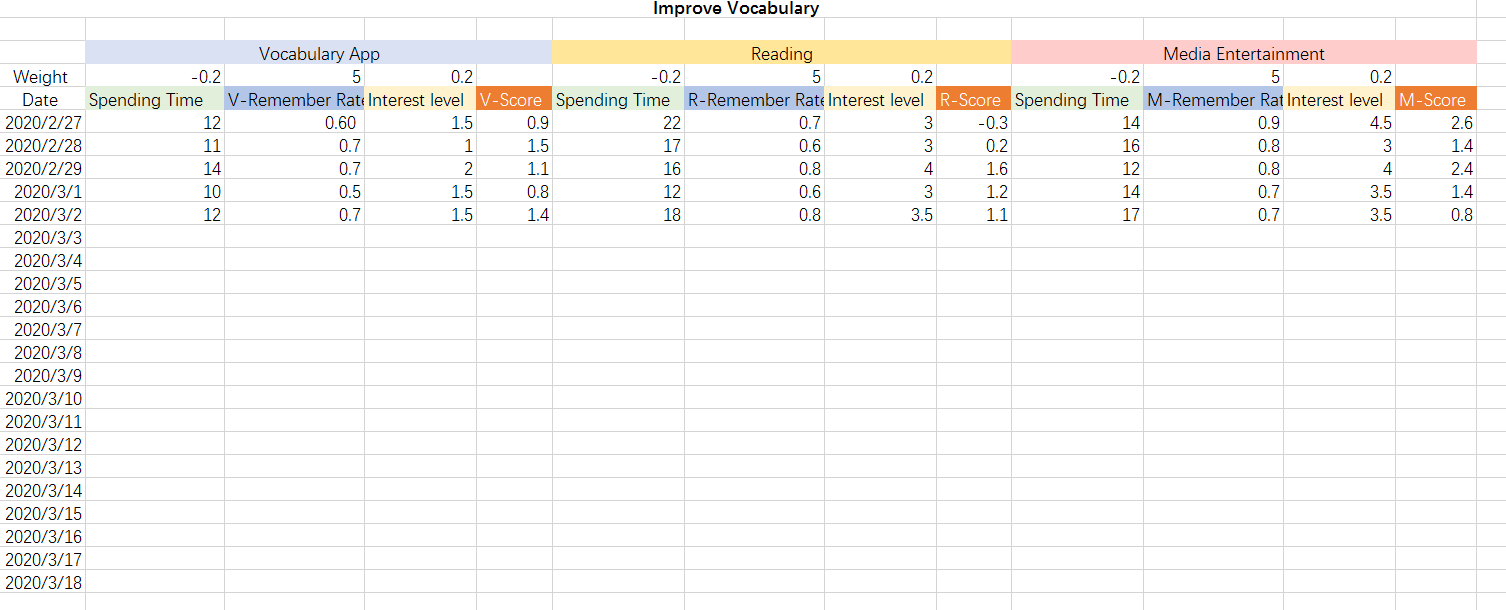 Improve Vocabulary
Vocabulary App Reading Media Entertainment
Weight -0.2 5 0.2 -0.2 5 0.2 -0.2 5 0.2
Date Spending Time V-Remember Rate Interest level V-Score Spending Time R-Remember Rate Interest level R-Score Spending Time M-Remember Rat Interest level M-Score
2020/2/27 12 0.60 1.5 0.9 22 0.7 3 -0.3 14 0.9 4.5 2.6
2020/2/28 11 0.7 1 1.5 17 0.6 3 0.2 16 0.8 3 1.4
2020/2/29 14 0.7 2 1.1 16 0.8 4 1.6 12 0.8 4 2.4
2020/3/1 10 0.5 1.5 0.8 12 0.6 3 1.2 14 0.7 3.5 1.4
2020/3/2 12 0.7 1.5 1.4 18 0.8 3.5 1.1 17 0.7 3.5 0.8
2020/3/3
2020/3/4
2020/3/5
2020/3/6
2020/3/7
2020/3/8
2020/3/9
2020/3/10
2020/3/11
2020/3/12
2020/3/13
2020/3/14
2020/3/15
2020/3/16
2020/3/17
2020/3/18